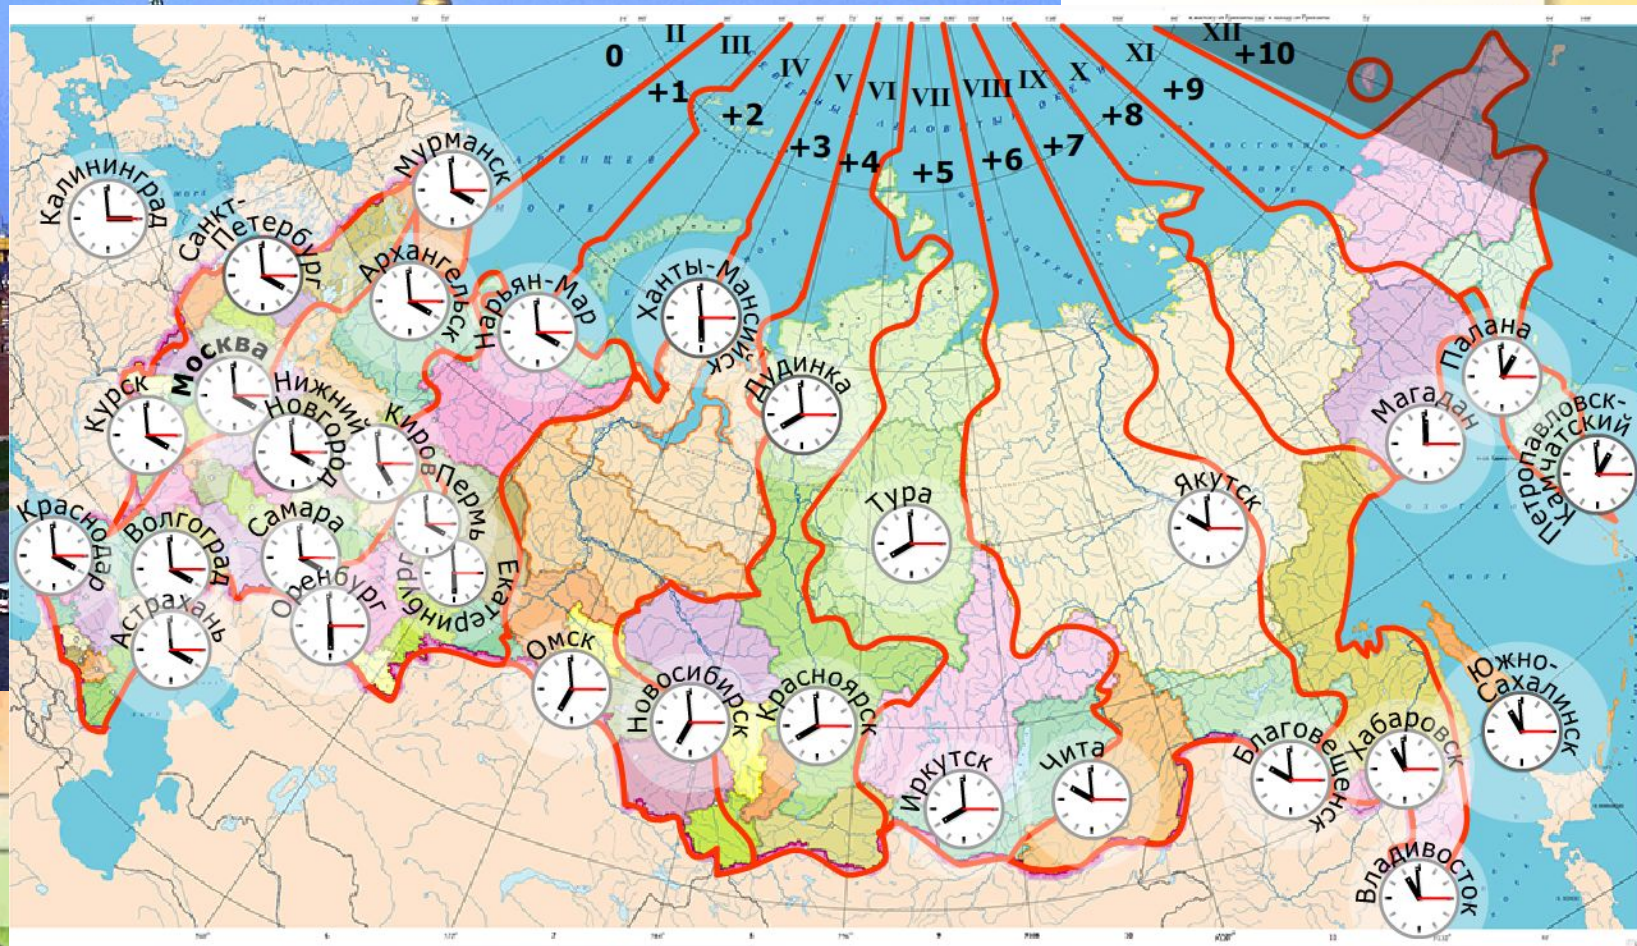 0
II
III
IV
V
VI
VII
VIII
IX
X
XI
XII
+1
+2
+3
+4
+5
+6
+7
+8
+9
+10
Калининград
Мурманск
Санкт-
Петербург
Архангельск
Нарьян-Мар
Ханты-Мансийск
Москва
Курск
Нижний
Новгород
Киров
Дудинка
Пермь
Тура
Якутск
Палана
Магадан
Петропавловск-
Камчатский
Краснодар
Волгоград
Самара
Астрахань
Оренбург
Екатеринбург
Омск
Новосибирск
Красноярск
Иркутск
Чита
Благовещенск
Хабаровск
Южно-
Сахалинск
Владивосток